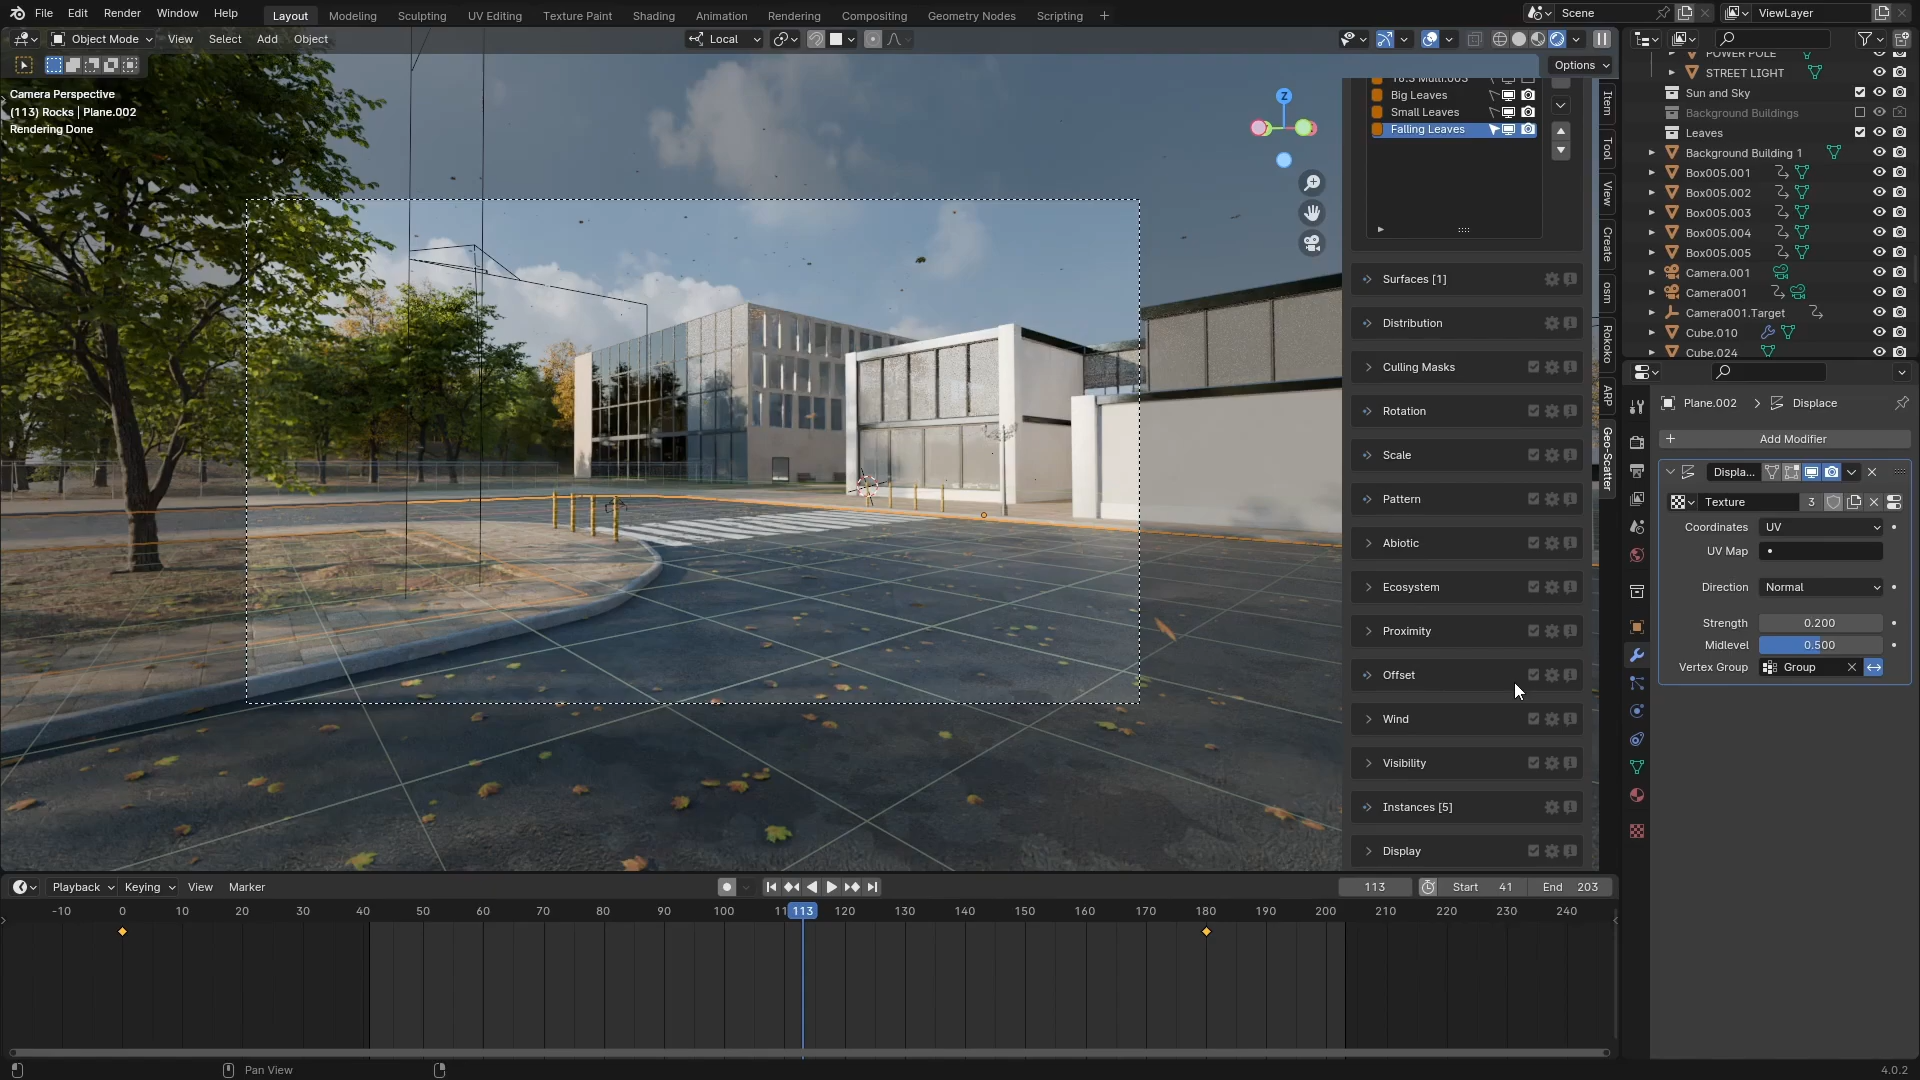 File Edit Render Window Help
Layout Modeling Sculpting UV Editing Texture Paint Shading Animation Rendering Compositing Geometry Nodes Scripting +
Scene
ViewLayer
Object Mode View Select Add Object
Local
Options
Camera Perspective
(113) Rocks | Plane.002
Rendering Done
Z
Big Leaves
Small Leaves
Falling Leaves
Surfaces [1]
Distribution
Culling Masks
Rotation
Scale
Pattern
Abiotic
Ecosystem
Proximity
Offset
Wind
Visibility
Instances [5]
Display
Item
Tool
View
Create
osm
Rokoko
ARP
Geo-Scatter
POWER POLE
STREET LIGHT
Sun and Sky
Background Buildings
Leaves
Background Building 1
Box005.001
Box005.002
Box005.003
Box005.004
Box005.005
Camera.001
Camera001
Camera001.Target
Cube.010
Cube.024
Plane.002 > Displace
+ Add Modifier
Displa...
Texture 3
Coordinates UV
UV Map
Direction Normal
Strength 0.200
Midlevel 0.500
Vertex Group Group
Playback Keying View Marker
113 Start 41 End 203
-10 0 10 20 30 40 50 60 70 80 90 100 11 113 120 130 140 150 160 170 180 190 200 210 220 230 240
Pan View
4.0.2